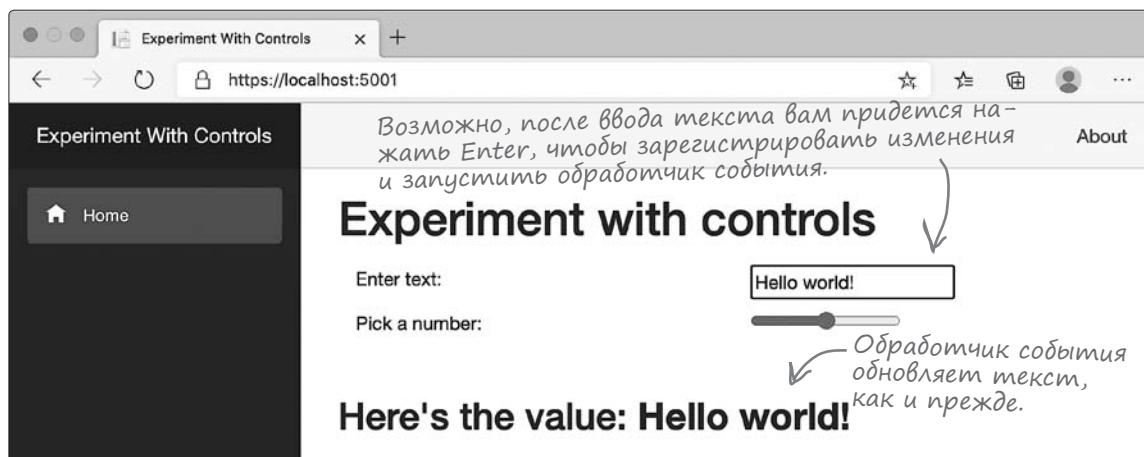 Experiment With Controls
https://localhost:5001
Experiment With Controls
Возможно, после ввода текста вам придется на-
жать Enter, чтобы зарегистрировать изменения
и запустить обработчик события.
About
Home
Experiment with controls
Enter text:
Hello world!
Pick a number:
Обработчик события
обновляет текст,
как и прежде.
Here's the value: Hello world!